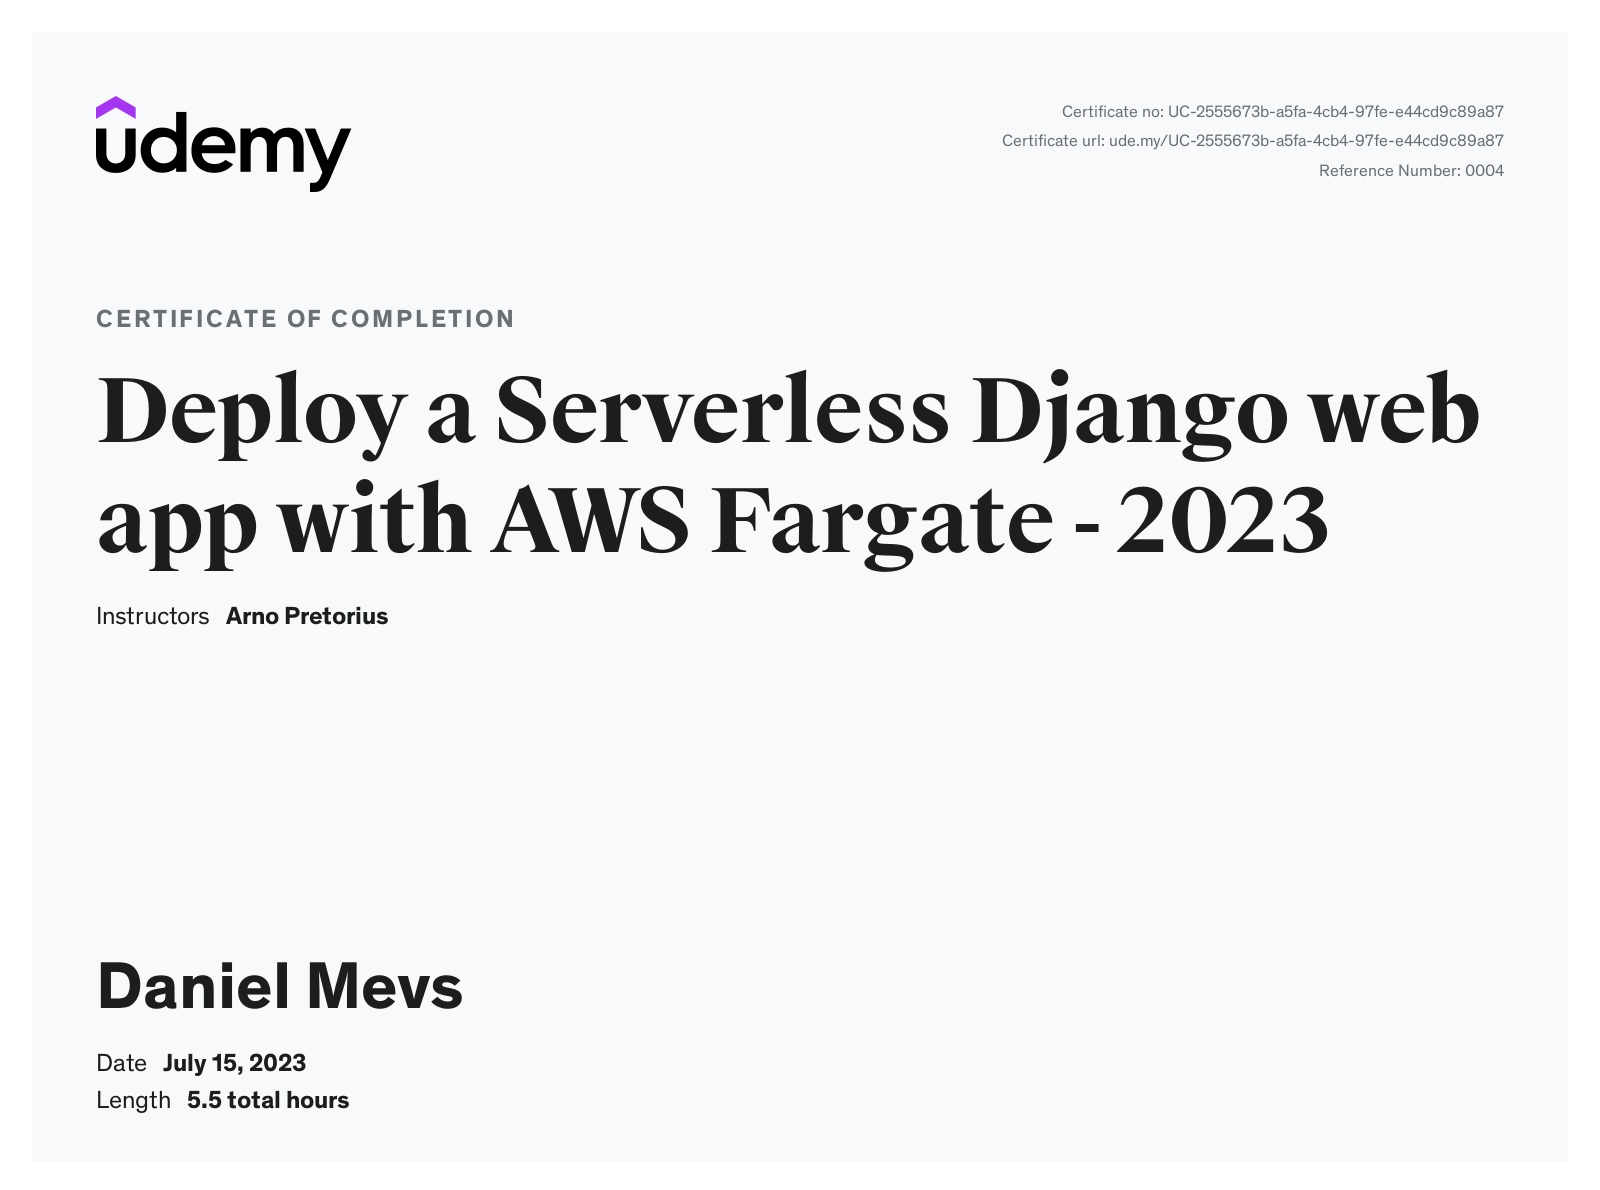 udemy
Certificate no: UC-2555673b-a5fa-4cb4-97fe-e44cd9c89a87
Certificate url: ude.my/UC-2555673b-a5fa-4cb4-97fe-e44cd9c89a87
Reference Number: 0004
CERTIFICATE OF COMPLETION
Deploy a Serverless Django web
app with AWS Fargate - 2023
Instructors Arno Pretorius
Daniel Mevs
Date July 15, 2023
Length 5.5 total hours